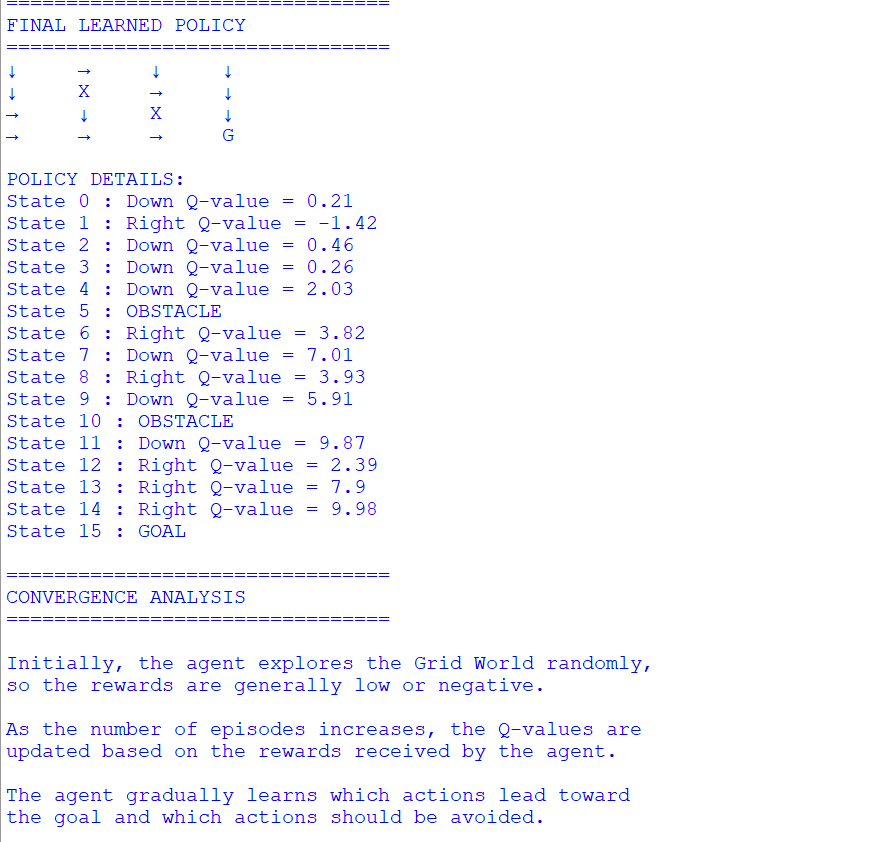 ================================
FINAL LEARNED POLICY
================================
↓     →     ↓     ↓
↓     X     →     ↓
→     ↓     X     ↓
→     →     →     G
POLICY DETAILS:
State 0 : Down Q-value = 0.21
State 1 : Right Q-value = -1.42
State 2 : Down Q-value = 0.46
State 3 : Down Q-value = 0.26
State 4 : Down Q-value = 2.03
State 5 : OBSTACLE
State 6 : Right Q-value = 3.82
State 7 : Down Q-value = 7.01
State 8 : Right Q-value = 3.93
State 9 : Down Q-value = 5.91
State 10 : OBSTACLE
State 11 : Down Q-value = 9.87
State 12 : Right Q-value = 2.39
State 13 : Right Q-value = 7.9
State 14 : Right Q-value = 9.98
State 15 : GOAL
================================
CONVERGENCE ANALYSIS
================================
Initially, the agent explores the Grid World randomly,
so the rewards are generally low or negative.
As the number of episodes increases, the Q-values are
updated based on the rewards received by the agent.
The agent gradually learns which actions lead toward
the goal and which actions should be avoided.